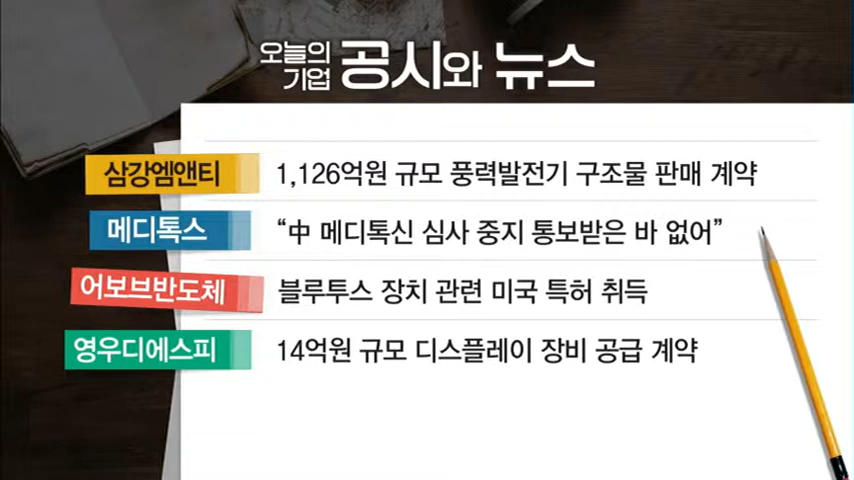 오늘의 기업 공시와 뉴스
삼강엠앤티 1,126억원 규모 풍력발전기 구조물 판매 계약
메디톡스 “中 메디톡신 심사 중지 통보받은 바 없어”
어보브반도체 블루투스 장치 관련 미국 특허 취득
영우디에스피 14억원 규모 디스플레이 장비 공급 계약